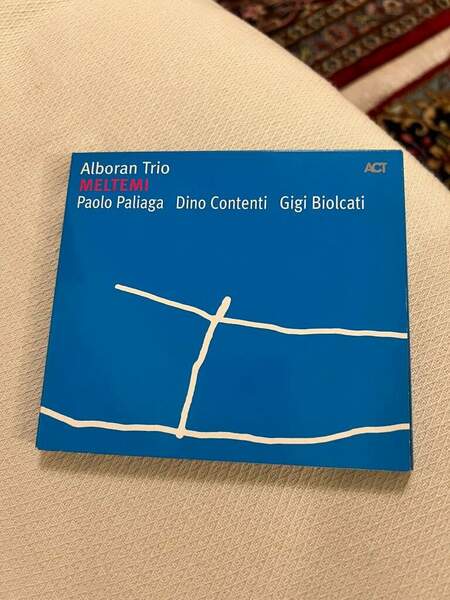 Alboran Trio
ACT
MELTEMI
Paolo Paliaga Dino Contenti Gigi Biolcati